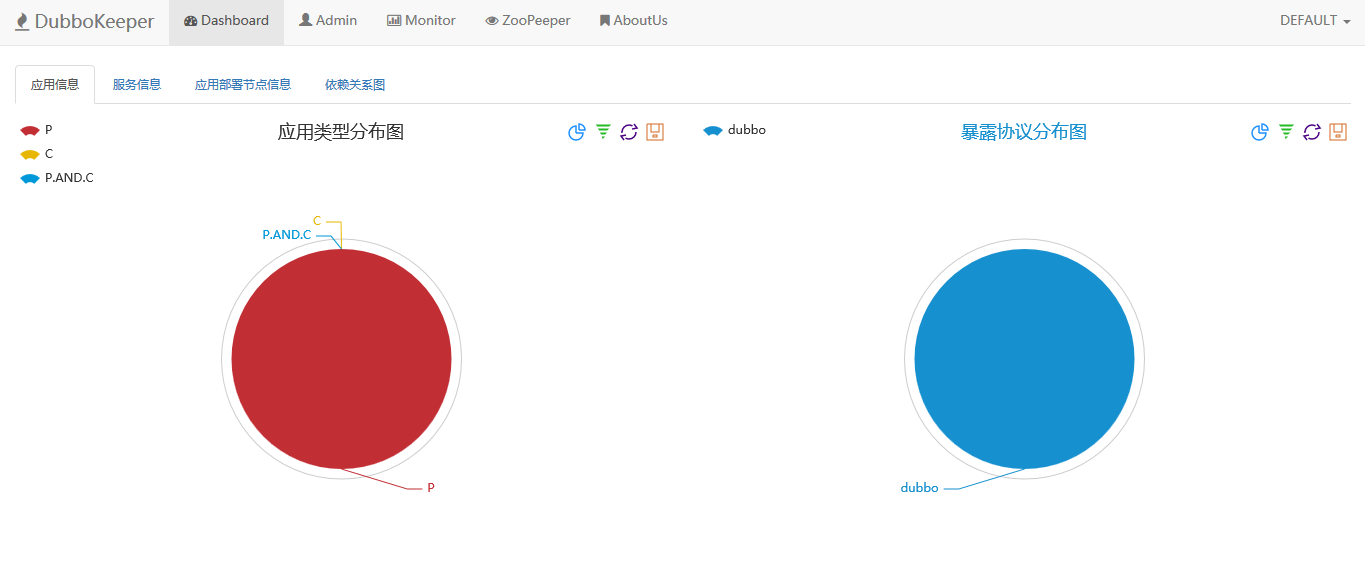 DubboKeeper Dashboard Admin Monitor ZooPeeper AboutUs DEFAULT
应用信息 服务信息 应用部署节点信息 依赖关系图
P
C
P.AND.C
应用类型分布图
C
P.AND.C
P
dubbo
暴露协议分布图
dubbo